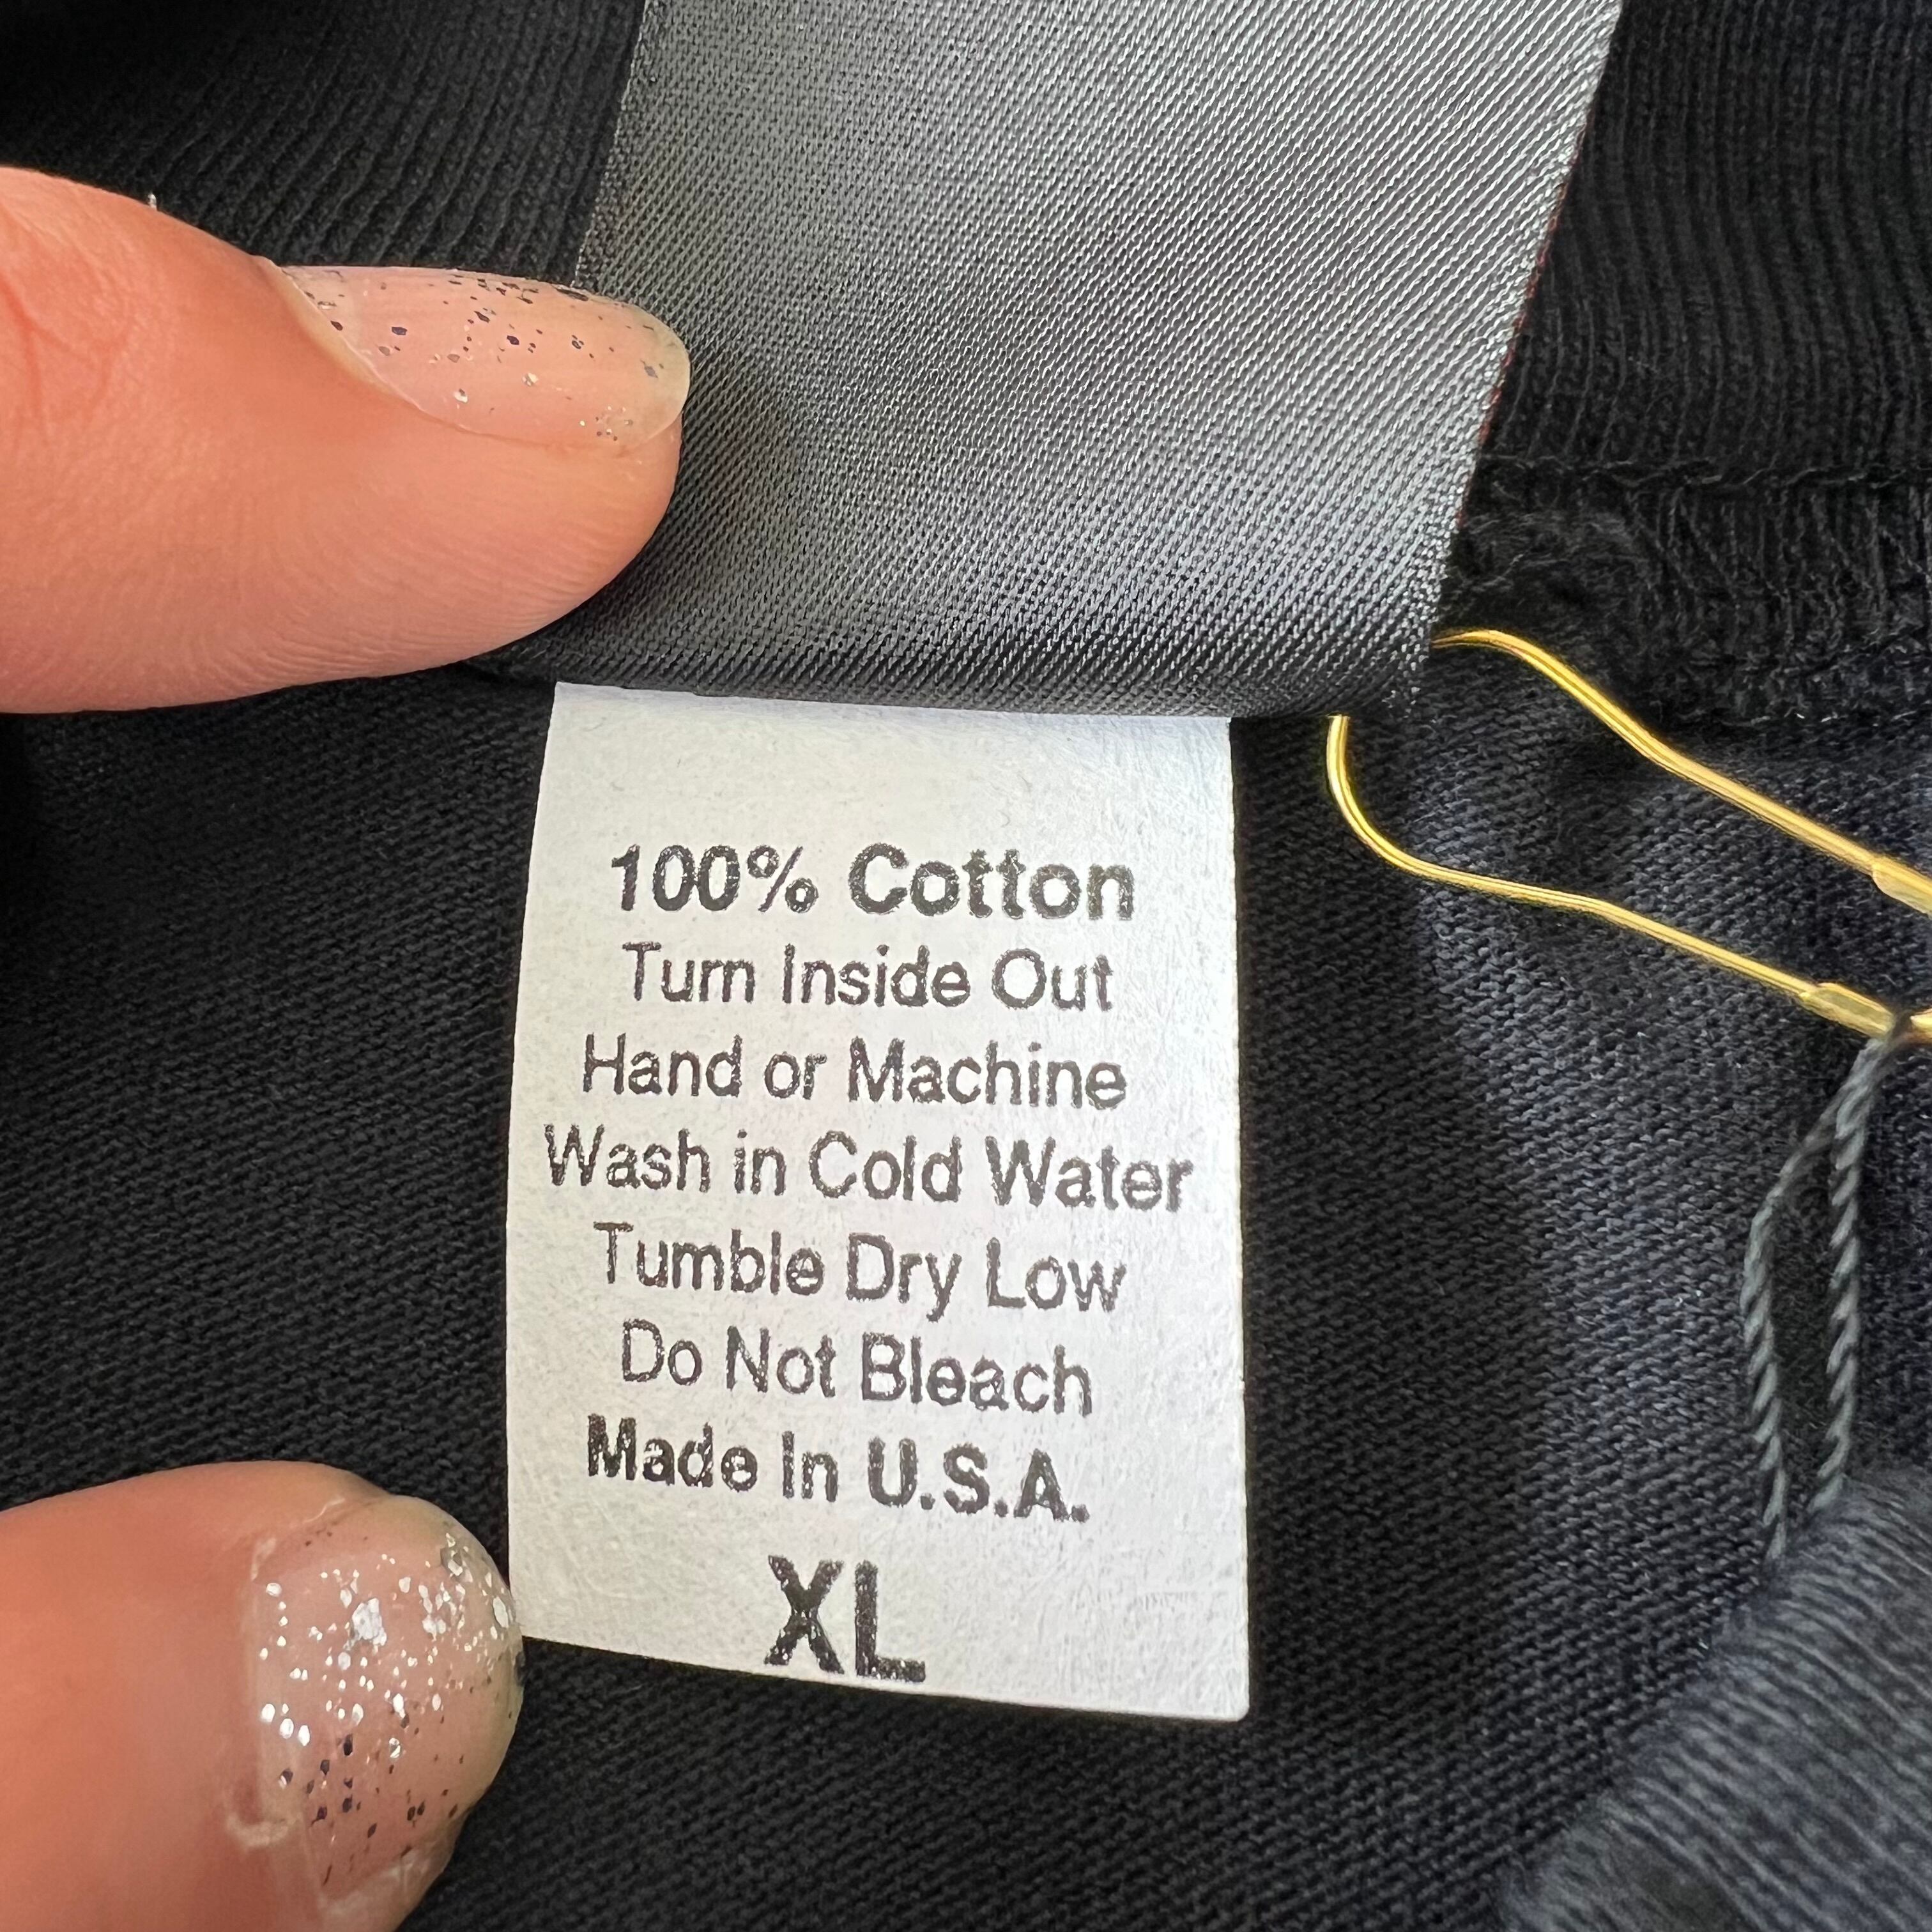 100% Cotton
Turn Inside Out
Hand or Machine
Wash in Cold Water
Tumble Dry Low
Do Not Bleach
Made In U.S.A.
XL